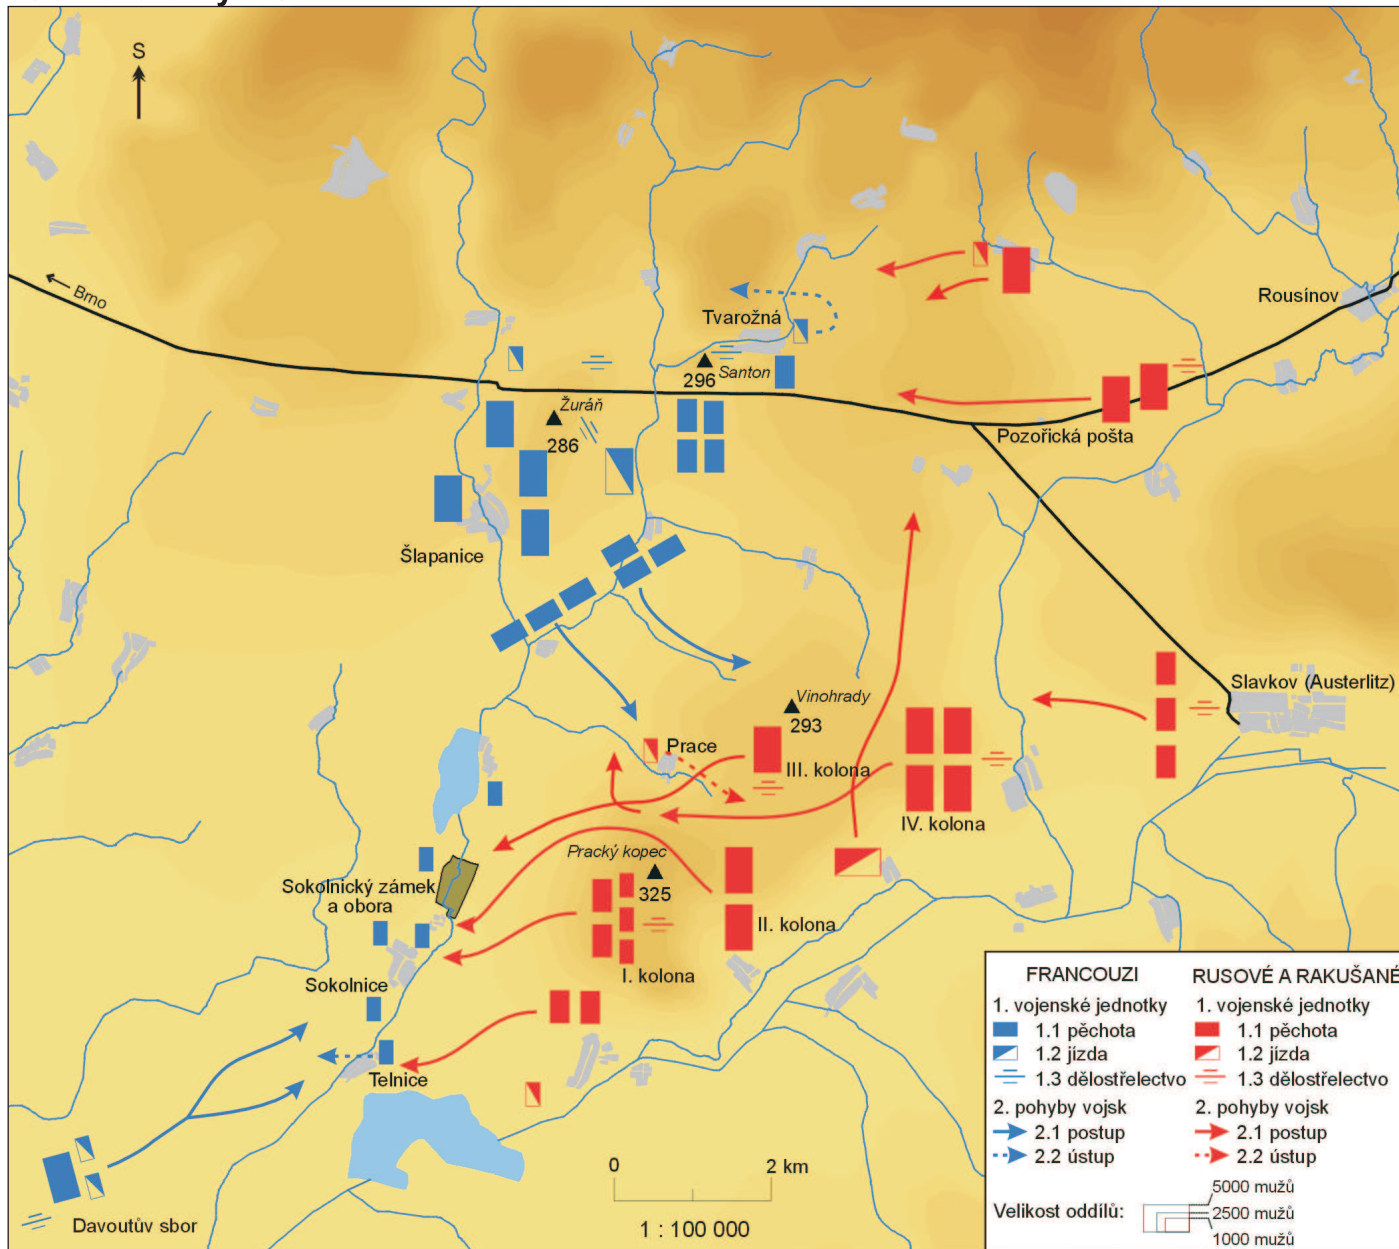 S
Brno
Rousínov
Tvarožná
296
Santon
Žuráň
286
Pozořická pošta
Šlapanice
Slavkov (Austerlitz)
Vinohrady
293
Prace
III. kolona
IV. kolona
Pracký kopec
325
Sokolnický zámek
a obora
II. kolona
I. kolona
Sokolnice
Telnice
Davoutův sbor
0 2 km
1 : 100 000
FRANCOUZI
1. vojenské jednotky
1.1 pěchota
1.2 jízda
1.3 dělostřelectvo
2. pohyby vojsk
2.1 postup
2.2 ústup
RUSOVÉ A RAKUŠANÉ
1. vojenské jednotky
1.1 pěchota
1.2 jízda
1.3 dělostřelectvo
2. pohyby vojsk
2.1 postup
2.2 ústup
Velikost oddílů:
5000 mužů
2500 mužů
1000 mužů